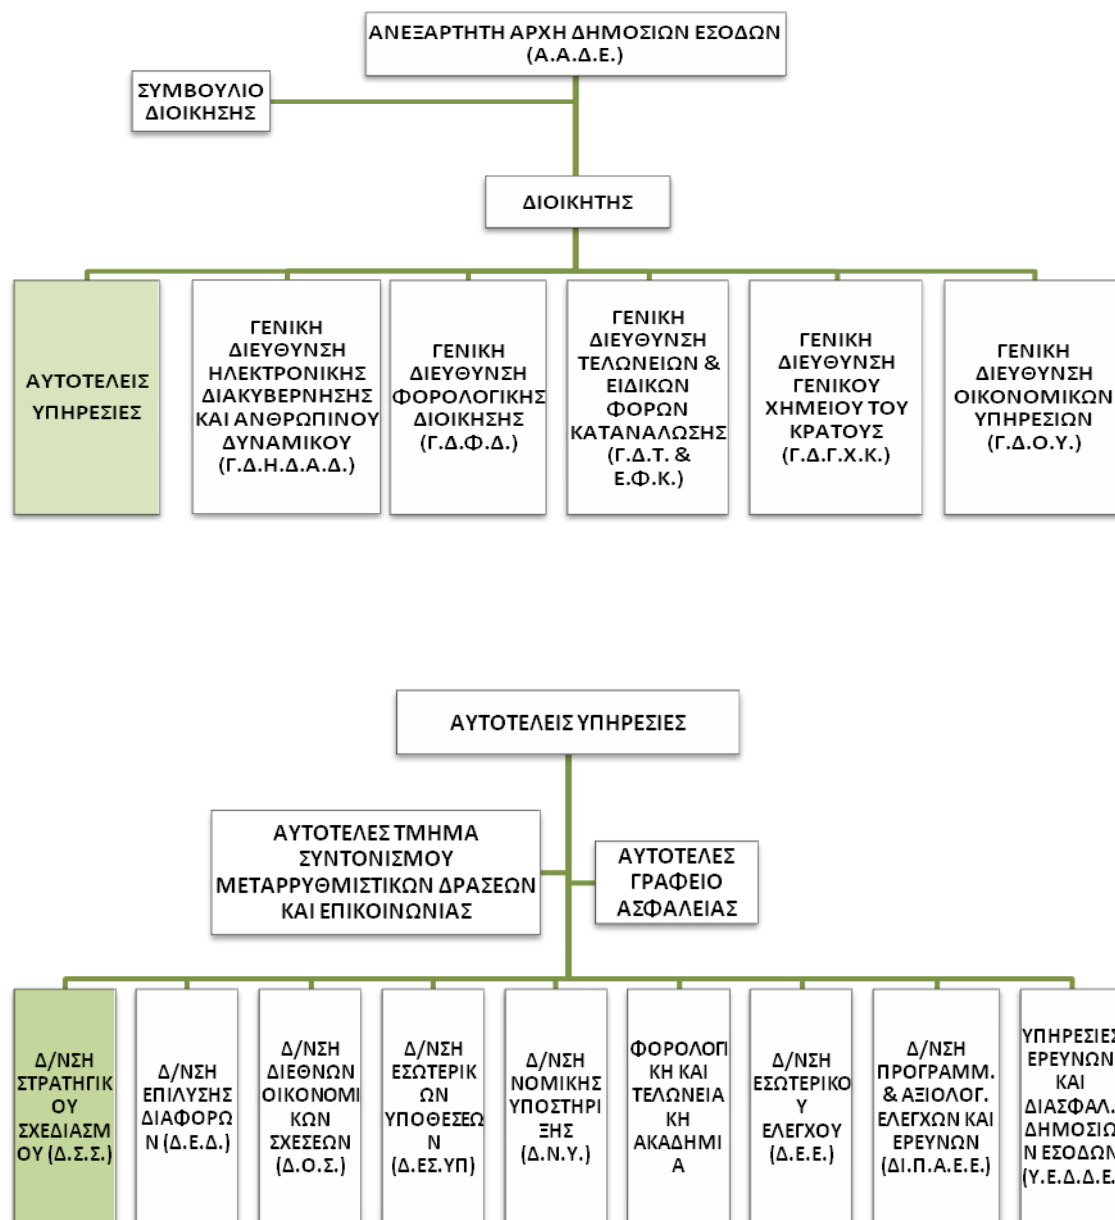 ΑΝΕΞΑΡΤΗΤΗ ΑΡΧΗ ΔΗΜΟΣΙΩΝ ΕΣΟΔΩΝ
(Α.Α.Δ.Ε.)
ΣΥΜΒΟΥΛΙΟ
ΔΙΟΙΚΗΣΗΣ
ΔΙΟΙΚΗΤΗΣ
ΑΥΤΟΤΕΛΕΙΣ
ΥΠΗΡΕΣΙΕΣ
ΓΕΝΙΚΗ
ΔΙΕΥΘΥΝΣΗ
ΗΛΕΚΤΡΟΝΙΚΗΣ
ΔΙΑΚΥΒΕΡΝΗΣΗΣ
ΚΑΙ ΑΝΘΡΩΠΙΝΟΥ
ΔΥΝΑΜΙΚΟΥ
(Γ.Δ.Η.Δ.Α.Δ.)
ΓΕΝΙΚΗ
ΔΙΕΥΘΥΝΣΗ
ΦΟΡΟΛΟΓΙΚΗΣ
ΔΙΟΙΚΗΣΗΣ
(Γ.Δ.Φ.Δ.)
ΓΕΝΙΚΗ
ΔΙΕΥΘΥΝΣΗ
ΤΕΛΩΝΕΙΩΝ &
ΕΙΔΙΚΩΝ
ΦΟΡΩΝ
ΚΑΤΑΝΑΛΩΣΗΣ
(Γ.Δ.Τ. &
Ε.Φ.Κ.)
ΓΕΝΙΚΗ
ΔΙΕΥΘΥΝΣΗ
ΓΕΝΙΚΟΥ
ΧΗΜΕΙΟΥ ΤΟΥ
ΚΡΑΤΟΥΣ
(Γ.Δ.Γ.Χ.Κ.)
ΓΕΝΙΚΗ
ΔΙΕΥΘΥΝΣΗ
ΟΙΚΟΝΟΜΙΚΩΝ
ΥΠΗΡΕΣΙΩΝ
(Γ.Δ.Ο.Υ.)
ΑΥΤΟΤΕΛΕΙΣ ΥΠΗΡΕΣΙΕΣ
ΑΥΤΟΤΕΛΕΣ ΤΜΗΜΑ
ΣΥΝΤΟΝΙΣΜΟΥ
ΜΕΤΑΡΡΥΘΜΙΣΤΙΚΩΝ ΔΡΑΣΕΩΝ
ΚΑΙ ΕΠΙΚΟΙΝΩΝΙΑΣ
ΑΥΤΟΤΕΛΕΣ
ΓΡΑΦΕΙΟ
ΑΣΦΑΛΕΙΑΣ
Δ/ΝΣΗ
ΣΤΡΑΤΗΓΙΚ
ΟΥ
ΣΧΕΔΙΑΣΜ
ΟΥ (Δ.Σ.Σ.)
Δ/ΝΣΗ
ΕΠΙΛΥΣΗΣ
ΔΙΑΦΟΡΩ
Ν (Δ.Ε.Δ.)
Δ/ΝΣΗ
ΔΙΕΘΝΩΝ
ΟΙΚΟΝΟΜΙ
ΚΩΝ
ΣΧΕΣΕΩΝ
(Δ.Ο.Σ.)
Δ/ΝΣΗ
ΕΣΩΤΕΡΙΚ
ΩΝ
ΥΠΟΘΕΣΕΩ
Ν
(Δ.ΕΣ.ΥΠ)
Δ/ΝΣΗ
ΝΟΜΙΚΗΣ
ΥΠΟΣΤΗΡΙ
ΞΗΣ
(Δ.Ν.Υ.)
ΦΟΡΟΛΟΓΙ
ΚΗ ΚΑΙ
ΤΕΛΩΝΕΙΑ
ΚΗ
ΑΚΑΔΗΜΙ
Α
Δ/ΝΣΗ
ΕΣΩΤΕΡΙΚΟ
Υ
ΕΛΕΓΧΟΥ
(Δ.Ε.Ε.)
Δ/ΝΣΗ
ΠΡΟΓΡΑΜΜ.
& ΑΞΙΟΛΟΓ.
ΕΛΕΓΧΩΝ ΚΑΙ
ΕΡΕΥΝΩΝ
(ΔΙ.Π.Α.Ε.Ε.)
ΥΠΗΡΕΣΙΕΣ
ΕΡΕΥΝΩΝ
ΚΑΙ
ΔΙΑΣΦΑΛ.
ΔΗΜΟΣΙΩ
Ν ΕΣΟΔΩΝ
(Υ.Ε.Δ.Δ.Ε.